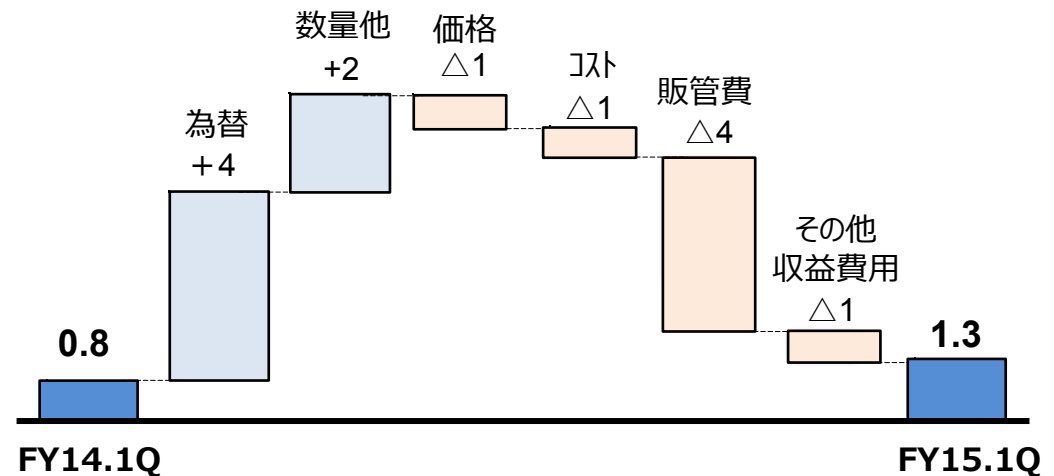 数量他
+2
価格
△1
コスト
△1
販管費
△4
為替
+4
その他
収益費用
△1
0.8
1.3
FY14.1Q
FY15.1Q